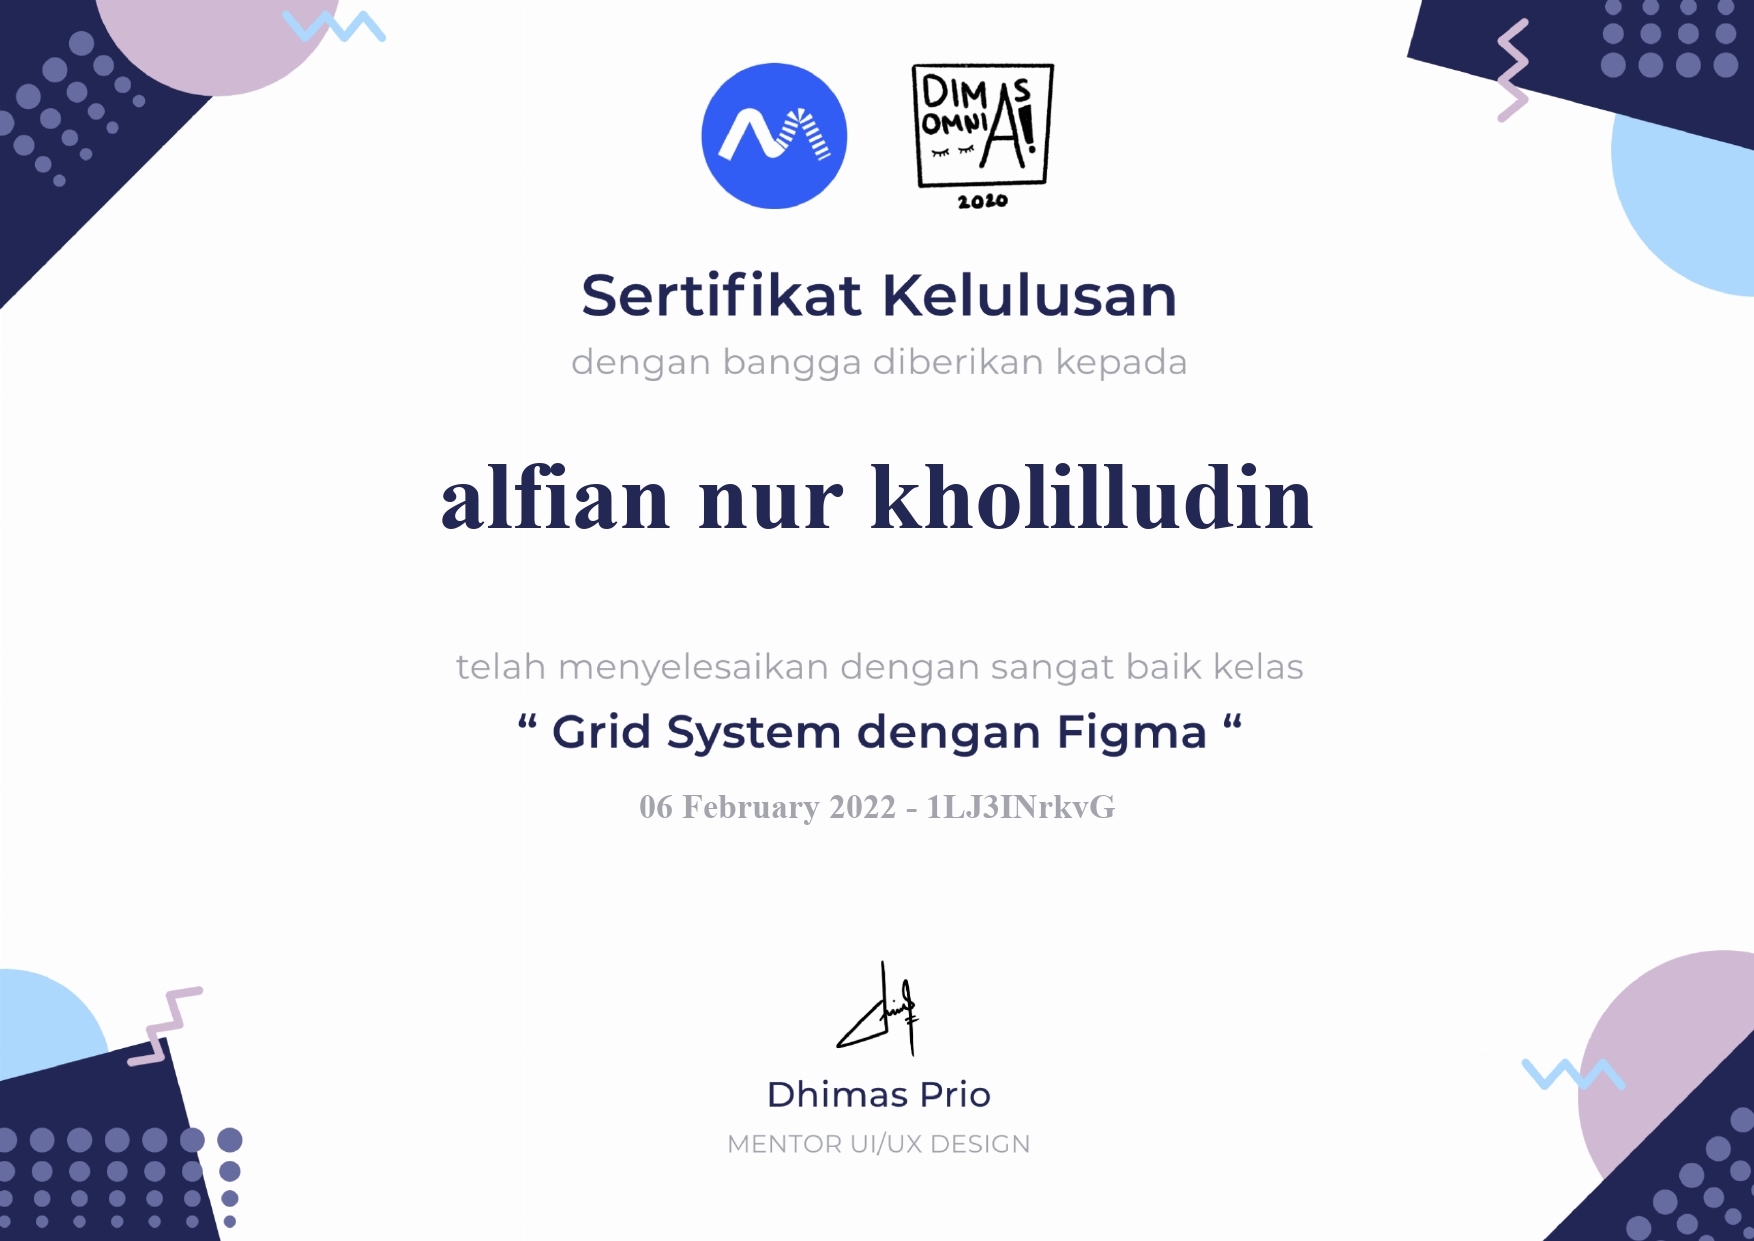 DIMAS
OMNIA!
2020
Sertifikat Kelulusan
dengan bangga diberikan kepada
alfian nur kholilludin
telah menyelesaikan dengan sangat baik kelas
“ Grid System dengan Figma “
06 February 2022 - 1LJ3INrkvG
Dhimas Prio
MENTOR UI/UX DESIGN